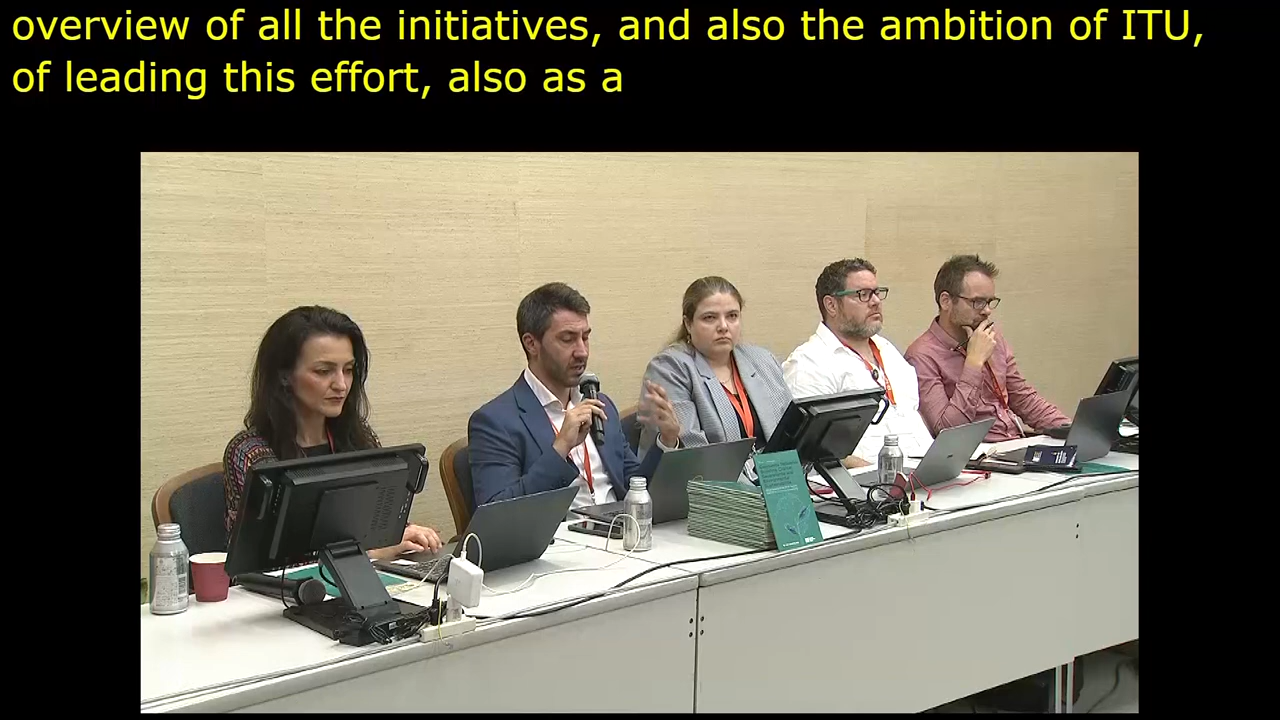 overview of all the initiatives, and also the ambition of ITU,
of leading this effort, also as a